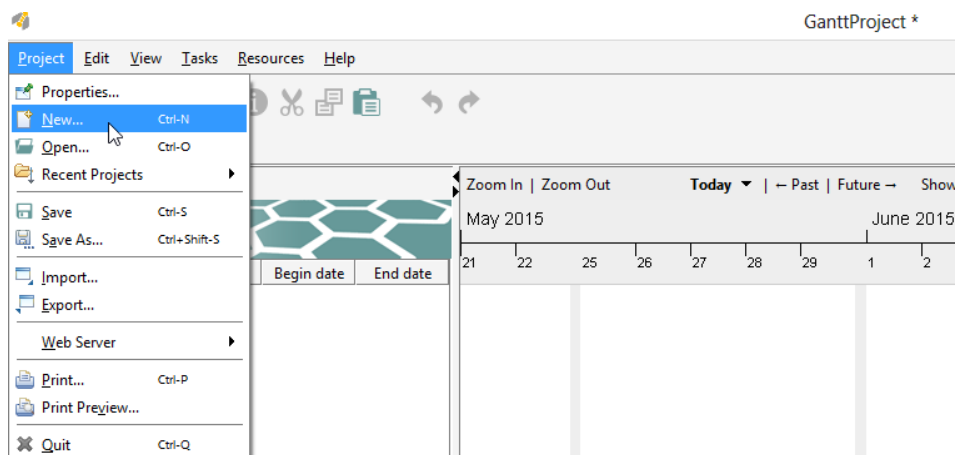 GanttProject *
Project Edit View Tasks Resources Help
Properties...
New... Ctrl-N
Open... Ctrl-O
Recent Projects
Save Ctrl-S
Save As... Ctrl+Shift-S
Import...
Export...
Web Server
Print... Ctrl-P
Print Preview...
Quit Ctrl-Q
Zoom In | Zoom Out Today | ← Past | Future → Show
May 2015 June 2015
21 22 25 26 27 28 29 1 2
Begin date End date